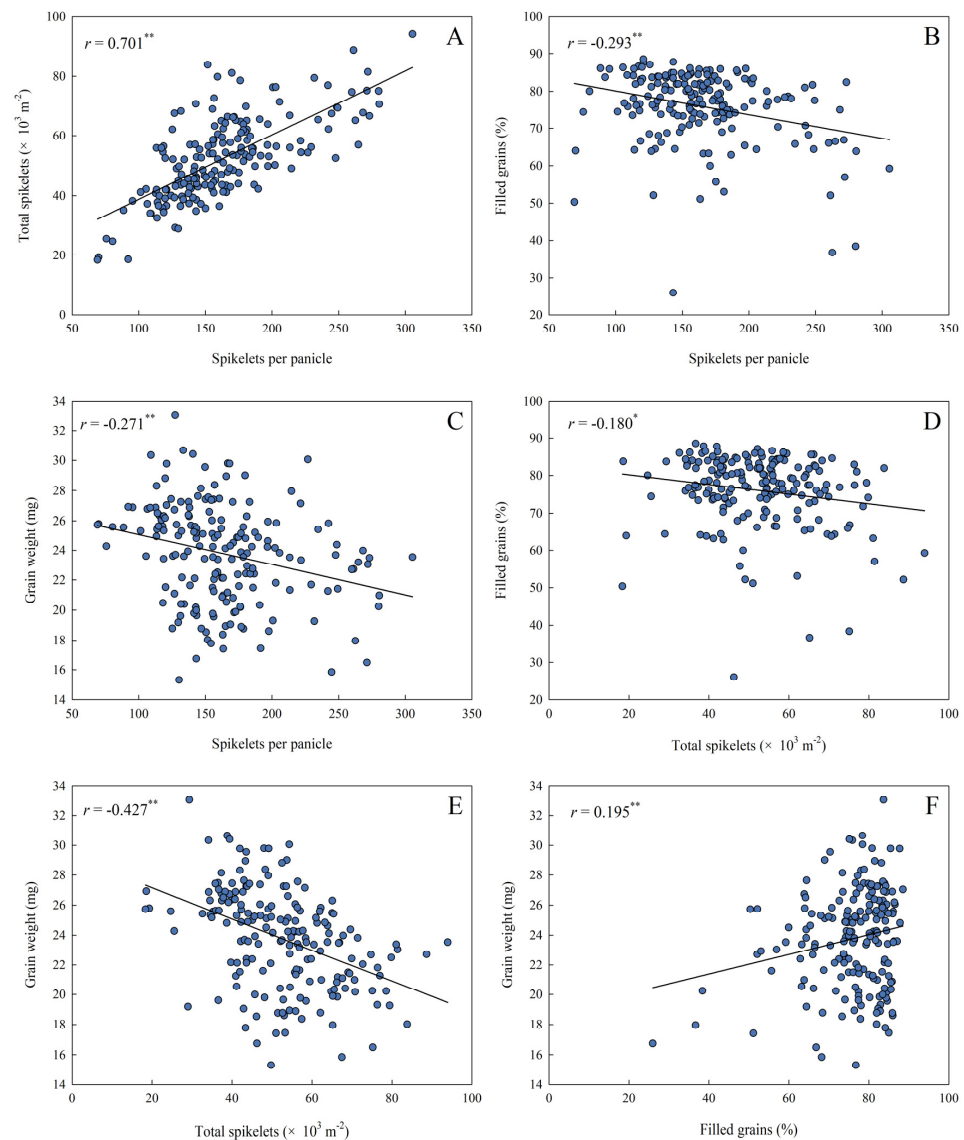 r = 0.701**
A
100
80
60
40
20
0
Total spikelets (× 10³ m⁻²)
50 100 150 200 250 300 350
Spikelets per panicle
r = -0.293**
B
100
90
80
70
60
50
40
30
20
Filled grains (%)
50 100 150 200 250 300 350
Spikelets per panicle
r = -0.271**
C
34
32
30
28
26
24
22
20
18
16
14
Grain weight (mg)
50 100 150 200 250 300 350
Spikelets per panicle
r = -0.180*
D
100
90
80
70
60
50
40
30
20
Filled grains (%)
0 20 40 60 80 100
Total spikelets (× 10³ m⁻²)
r = -0.427**
E
34
32
30
28
26
24
22
20
18
16
14
Grain weight (mg)
0 20 40 60 80 100
Total spikelets (× 10³ m⁻²)
r = 0.195**
F
34
32
30
28
26
24
22
20
18
16
14
Grain weight (mg)
20 40 60 80 100
Filled grains (%)